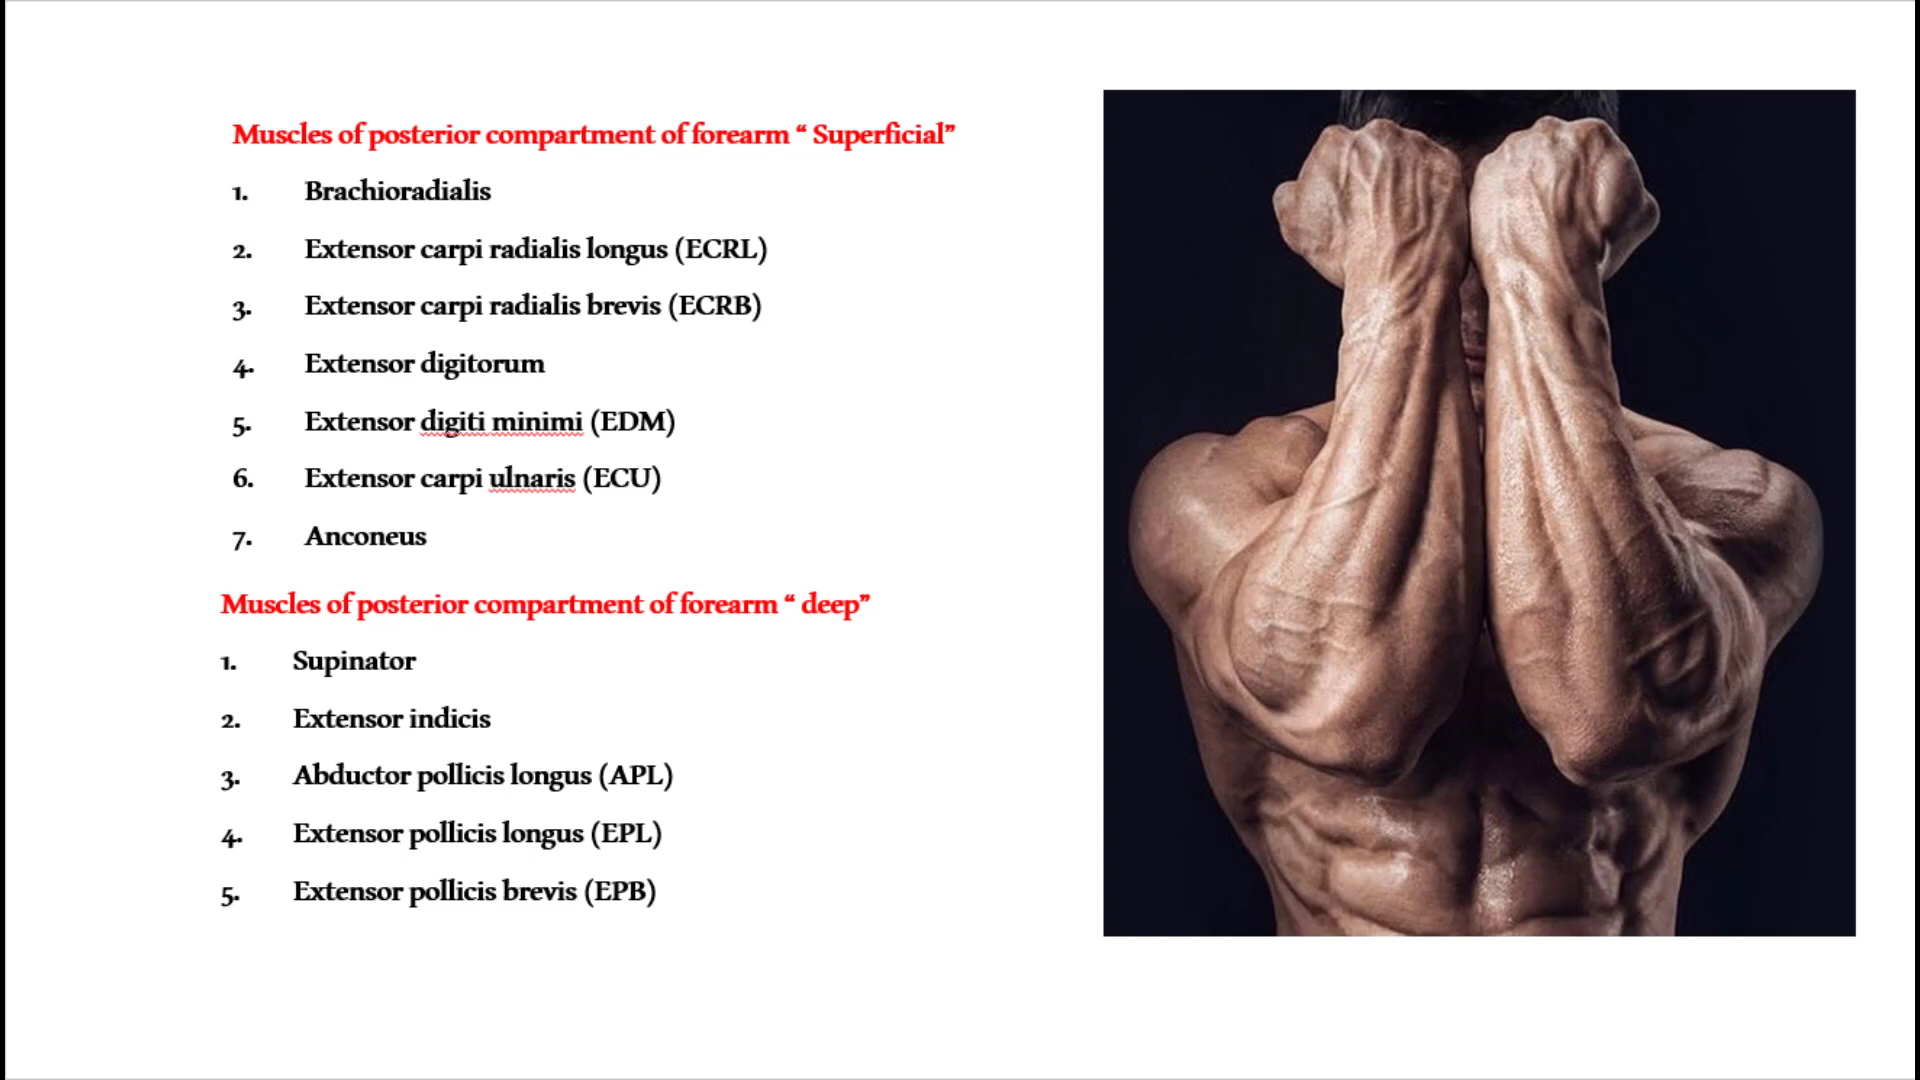 Muscles of posterior compartment of forearm “ Superficial”
1. Brachioradialis
2. Extensor carpi radialis longus (ECRL)
3. Extensor carpi radialis brevis (ECRB)
4. Extensor digitorum
5. Extensor digiti minimi (EDM)
6. Extensor carpi ulnaris (ECU)
7. Anconeus
Muscles of posterior compartment of forearm “ deep”
1. Supinator
2. Extensor indicis
3. Abductor pollicis longus (APL)
4. Extensor pollicis longus (EPL)
5. Extensor pollicis brevis (EPB)